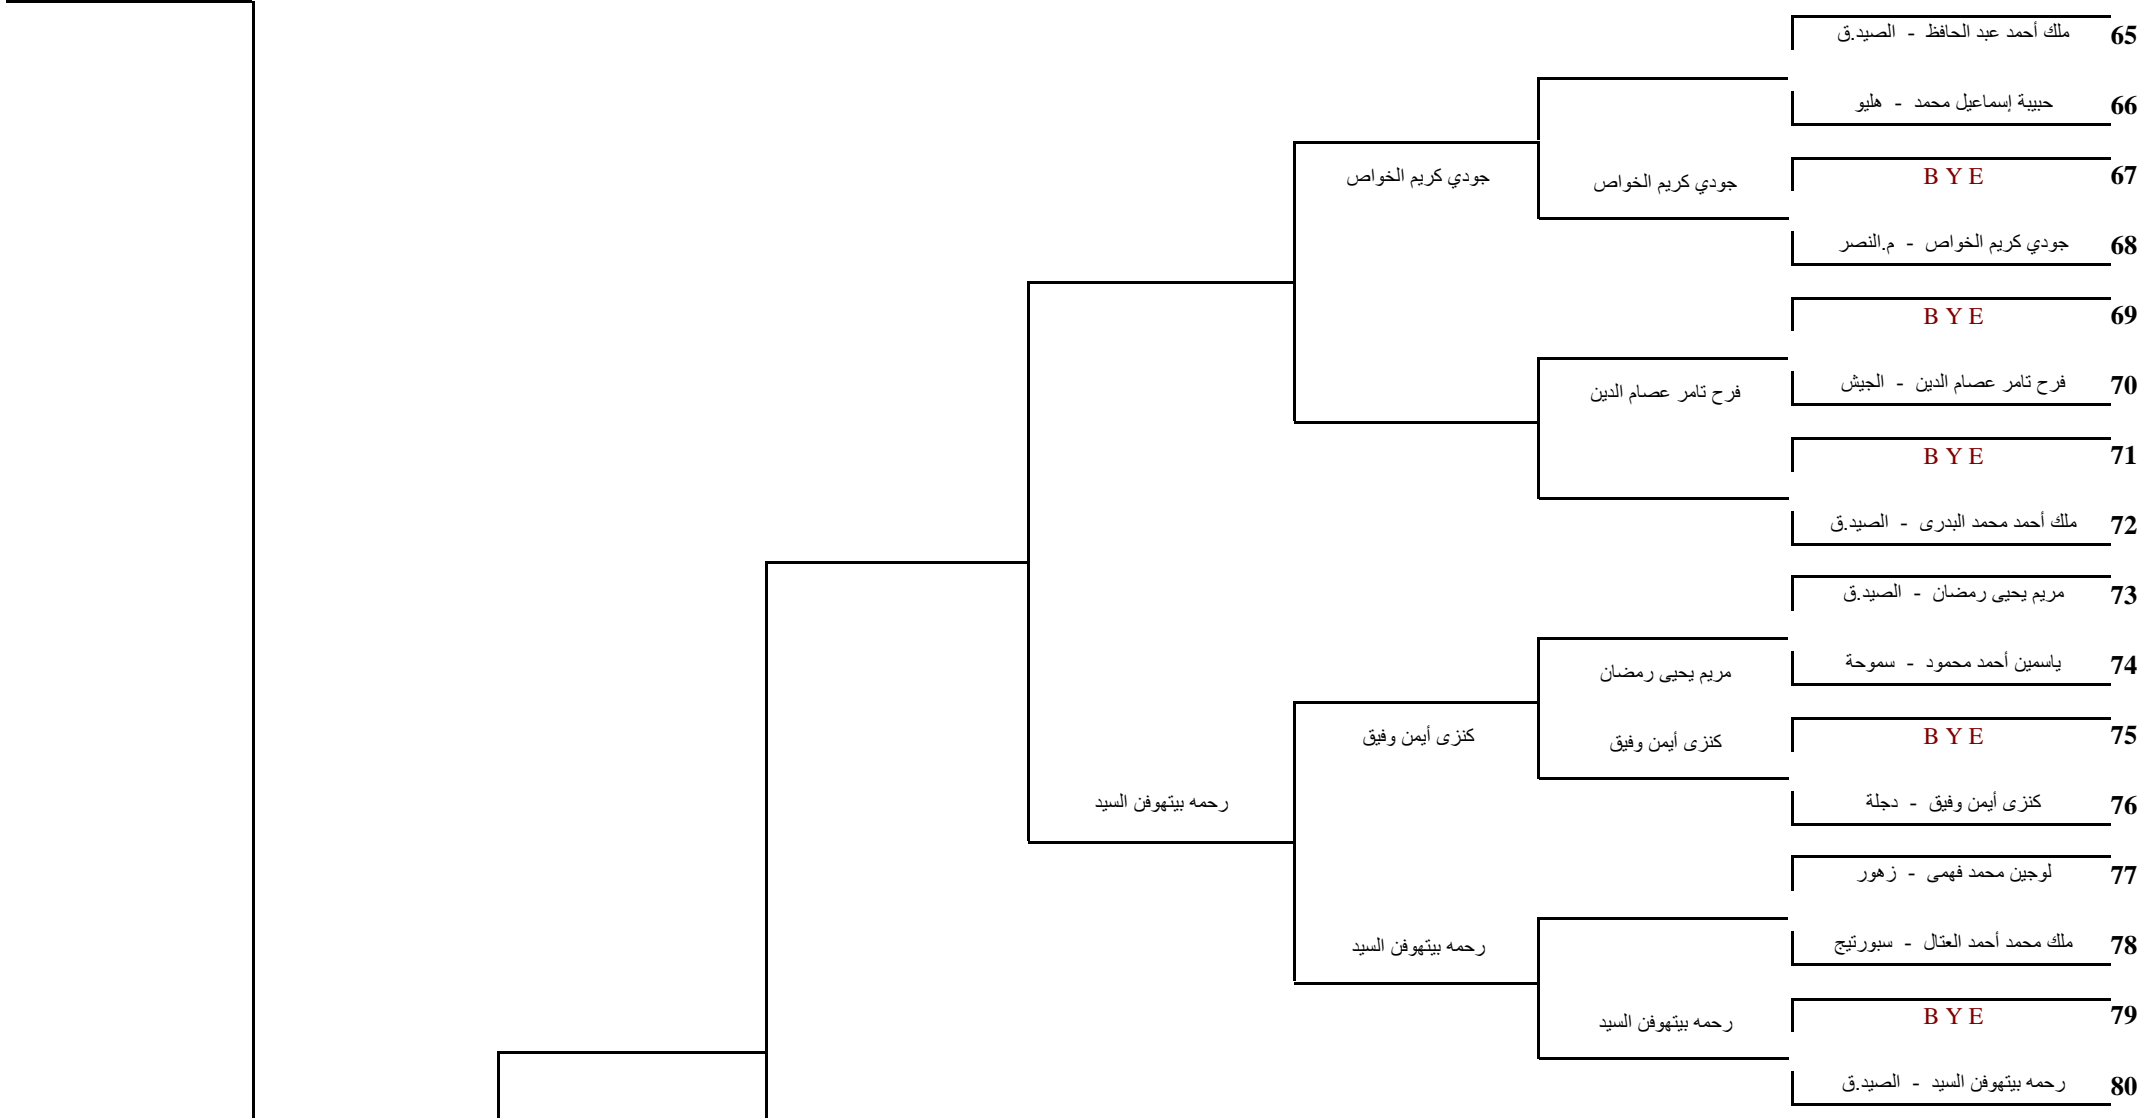 65 ملك أحمد عبد الحافظ - الصيد.ق
66 حبيبة إسماعيل محمد - هليو
67 B Y E
جودي كريم الخواص
جودي كريم الخواص
68 جودي كريم الخواص - م.النصر
69 B Y E
70 فرح تامر عصام الدين - الجيش
فرح تامر عصام الدين
71 B Y E
72 ملك أحمد محمد البدرى - الصيد.ق
73 مريم يحيى رمضان - الصيد.ق
74 ياسمين أحمد محمود - سموحة
مريم يحيى رمضان
75 B Y E
كنزى أيمن وفيق
كنزى أيمن وفيق
76 كنزى أيمن وفيق - دجلة
رحمه بيتهوفن السيد
77 لوجين محمد فهمى - زهور
78 ملك محمد أحمد العتال - سبورتيج
رحمه بيتهوفن السيد
79 B Y E
رحمه بيتهوفن السيد
80 رحمه بيتهوفن السيد - الصيد.ق